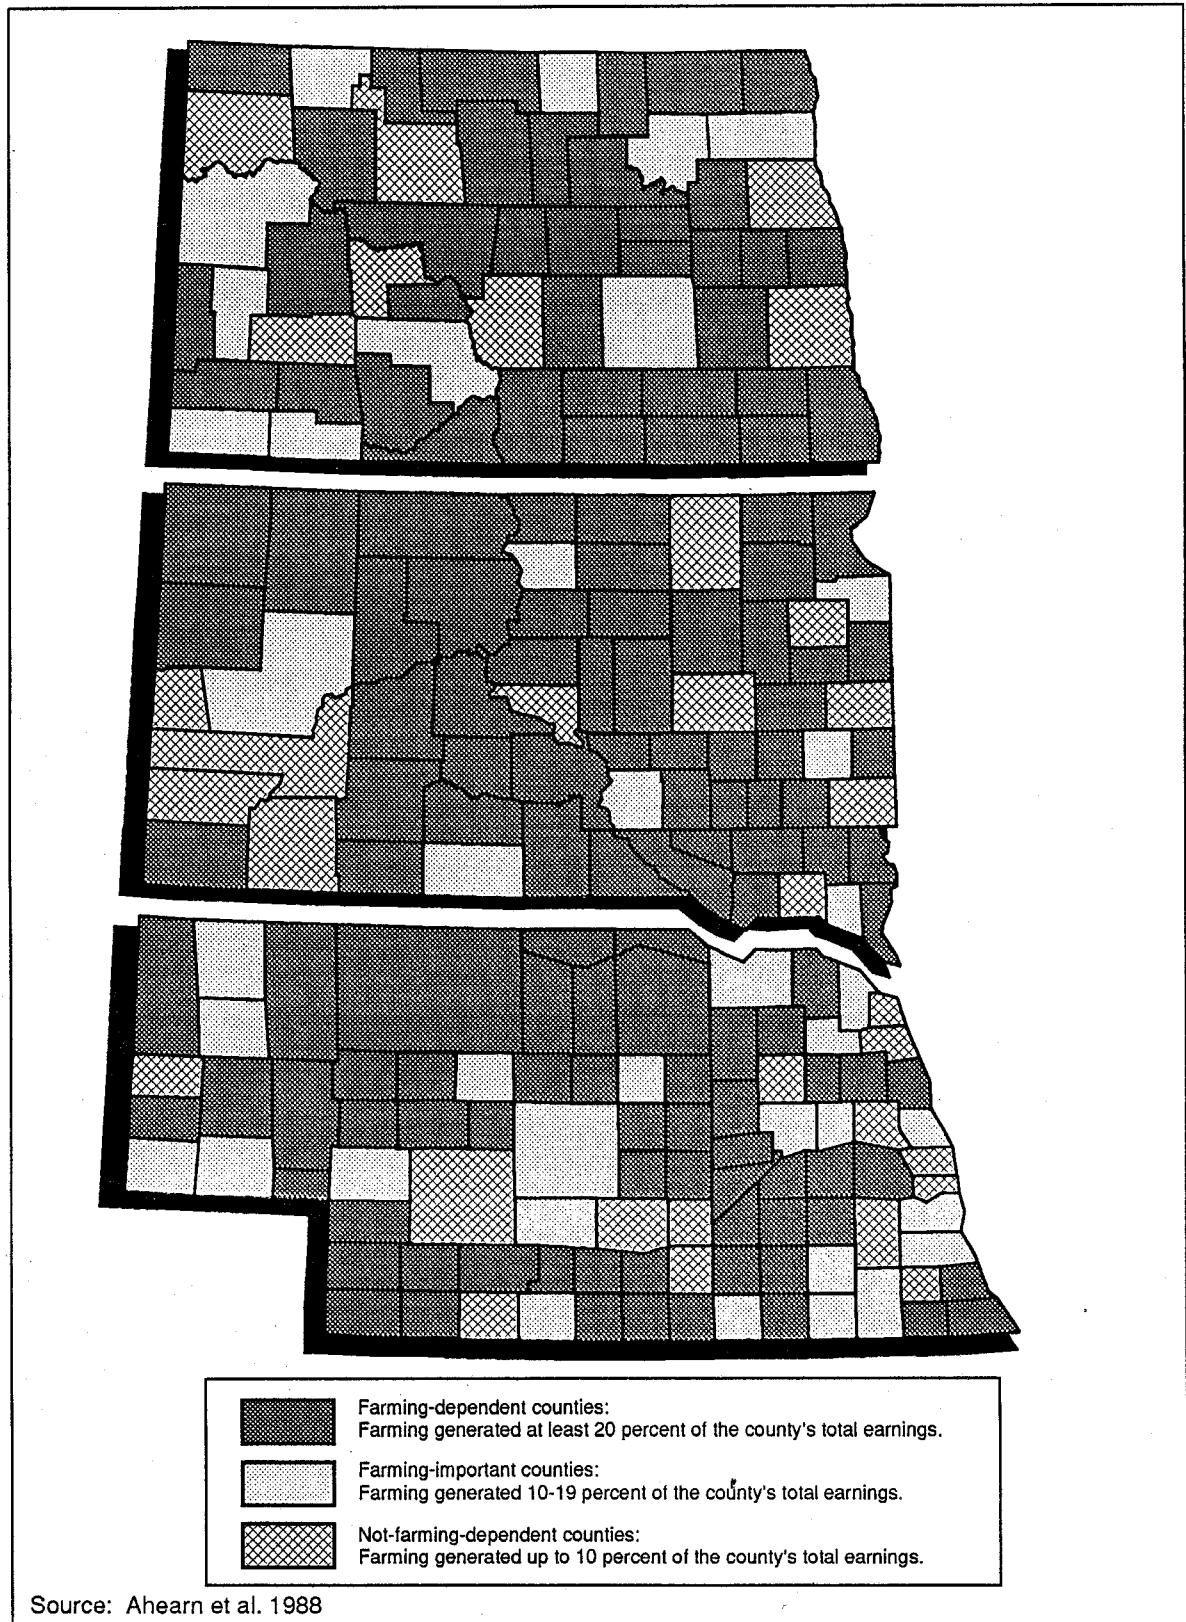 Farming-dependent counties:
Farming generated at least 20 percent of the county's total earnings.
Farming-important counties:
Farming generated 10-19 percent of the county's total earnings.
Not-farming-dependent counties:
Farming generated up to 10 percent of the county's total earnings.
Source: Ahearn et al. 1988